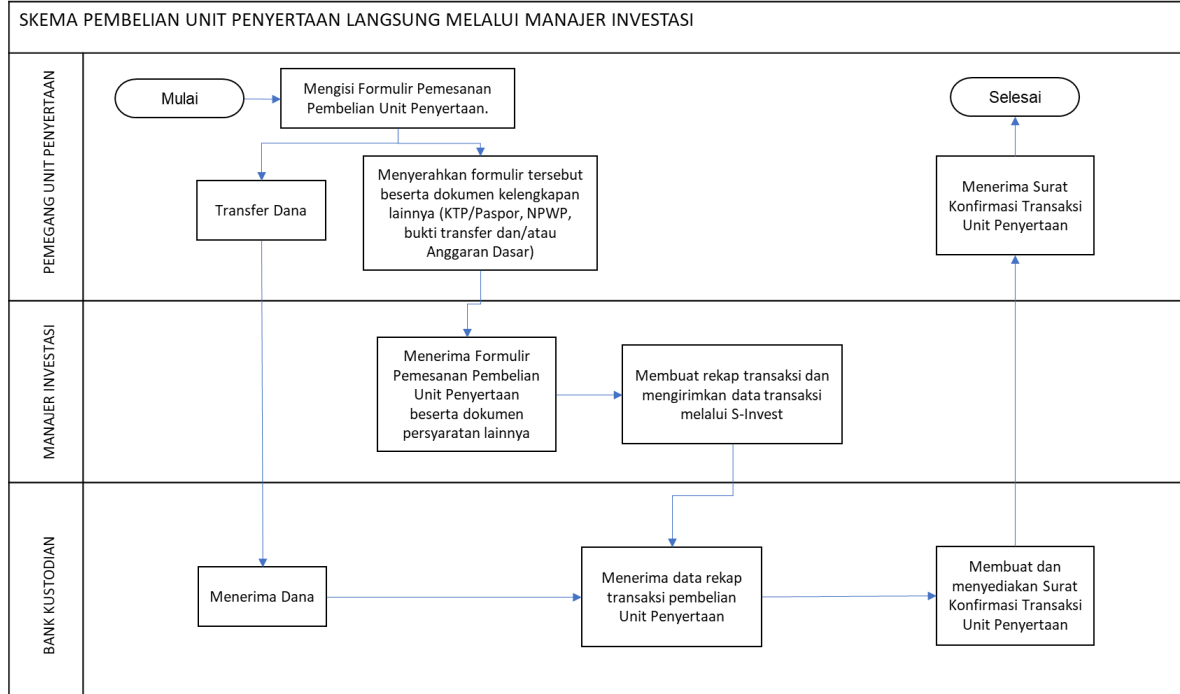 SKEMA PEMBELIAN UNIT PENYERTAAN LANGSUNG MELALUI MANAJER INVESTASI
PEMEGANG UNIT PENYERTAAN
Mulai
Mengisi Formulir Pemesanan
Pembelian Unit Penyertaan.
Selesai
Transfer Dana
Menyerahkan formulir tersebut
beserta dokumen kelengkapan
lainnya (KTP/Paspor, NPWP,
bukti transfer dan/atau
Anggaran Dasar)
Menerima Surat
Konfirmasi Transaksi
Unit Penyertaan
MANAJER INVESTASI
Menerima Formulir
Pemesanan Pembelian
Unit Penyertaan
beserta dokumen
persyaratan lainnya
Membuat rekap transaksi dan
mengirimkan data transaksi
melalui S-Invest
BANK KUSTODIAN
Menerima Dana
Menerima data rekap
transaksi pembelian
Unit Penyertaan
Membuat dan
menyediakan Surat
Konfirmasi Transaksi
Unit Penyertaan